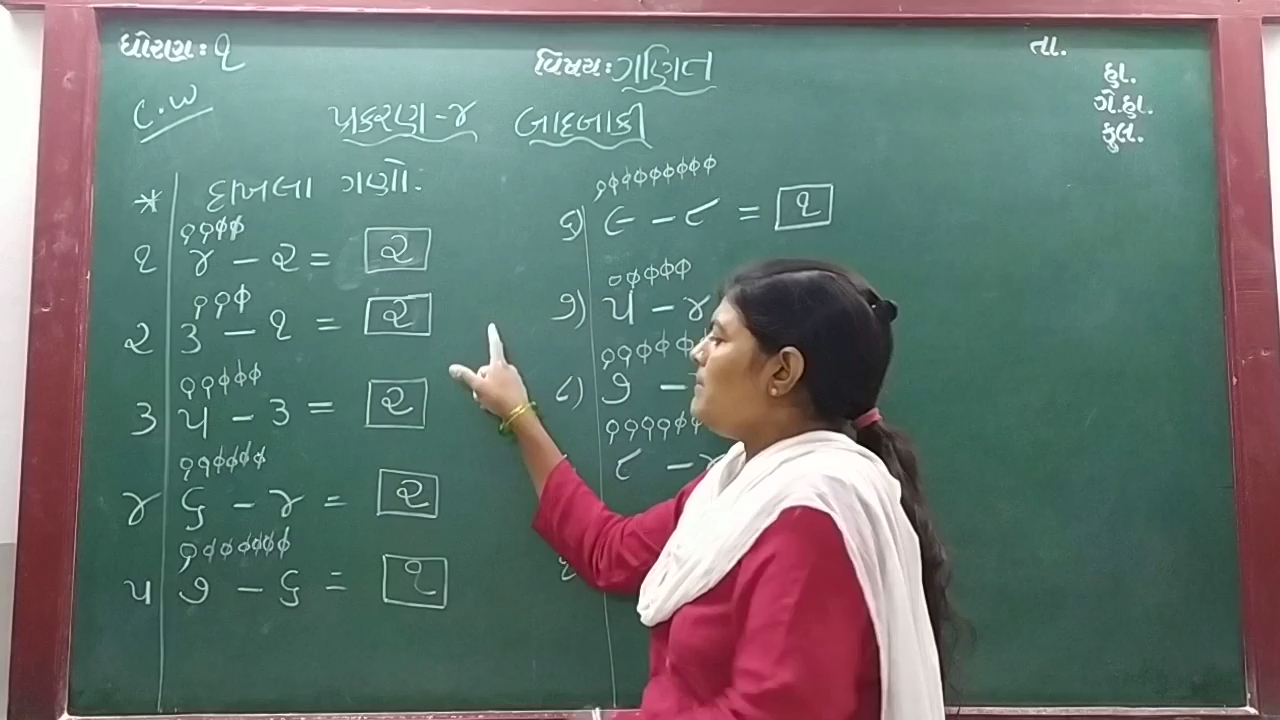 ધોરણ: ૧
વિષય: ગણિત
તા.
હા.
ગે.હા.
કુલ.
C.W
પ્રકરણ-૪ બાદબાકી
* દાખલા ગણો.
૧ ૪ - ૨ = ૨
૨ ૩ - ૧ = ૨
૩ ૫ - ૩ = ૨
૪ ૬ - ૪ = ૨
૫ ૭ - ૬ = ૧
૬) ૯ - ૮ = ૧
૭) ૫ - ૪
૮) ૭ -
૮ -